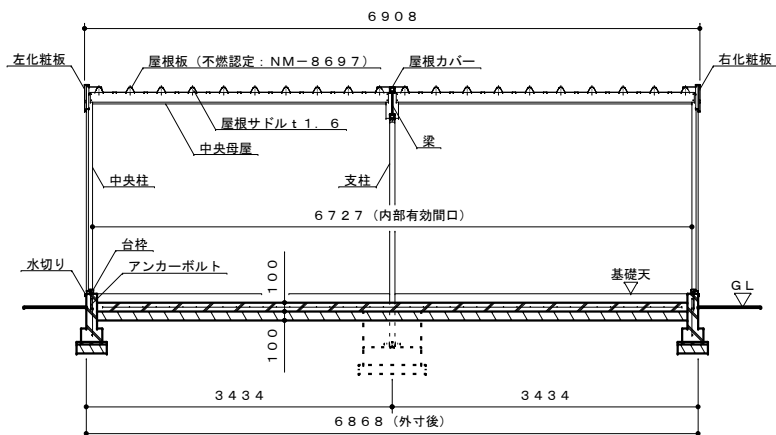 ６９０８
左化粧板
屋根板（不燃認定：ＮＭ－８６９７）
屋根カバー
右化粧板
屋根サドルｔ１．６
梁
中央母屋
中央柱
支柱
６７２７（内部有効間口）
台枠
水切り
アンカーボルト
１００
基礎天
ＧＬ
１００
３４３４
３４３４
６８６８（外寸後）